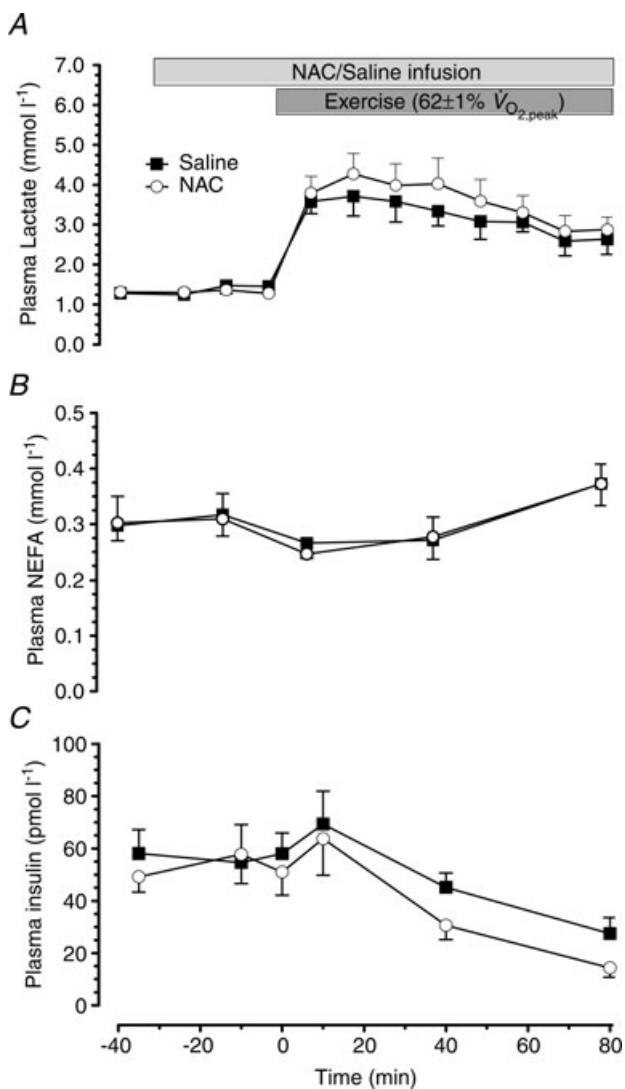 A
7.0
NAC/Saline infusion
6.0
Exercise (62±1% V̇O2,peak)
5.0
Saline
NAC
4.0
3.0
2.0
1.0
0.0
Plasma Lactate (mmol l⁻¹)
B
0.5
0.4
0.3
0.2
0.1
0.0
Plasma NEFA (mmol l⁻¹)
C
100
80
60
40
20
0
Plasma insulin (pmol l⁻¹)
-40 -20 0 20 40 60 80
Time (min)